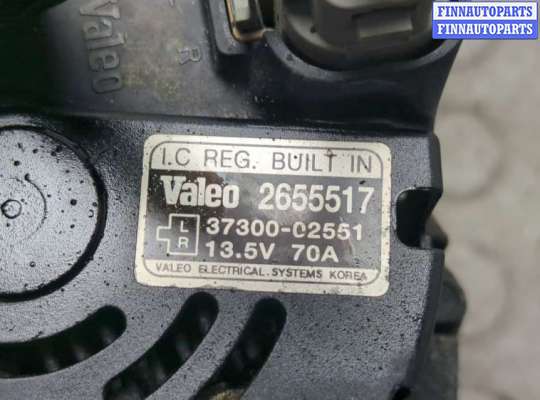 FINNAUTOPARTS
FINNAUTOPARTS
Valeo
R
I.C REG. BUILT IN
Valeo 2655517
L
R
37300-02551
13.5V 70A
VALEO ELECTRICAL SYSTEMS KOREA